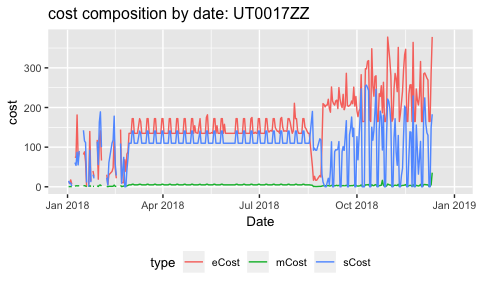 cost composition by date: UT0017ZZ
300
200
100
0
cost
Jan 2018 Apr 2018 Jul 2018 Oct 2018 Jan 2019
Date
type eCost mCost sCost